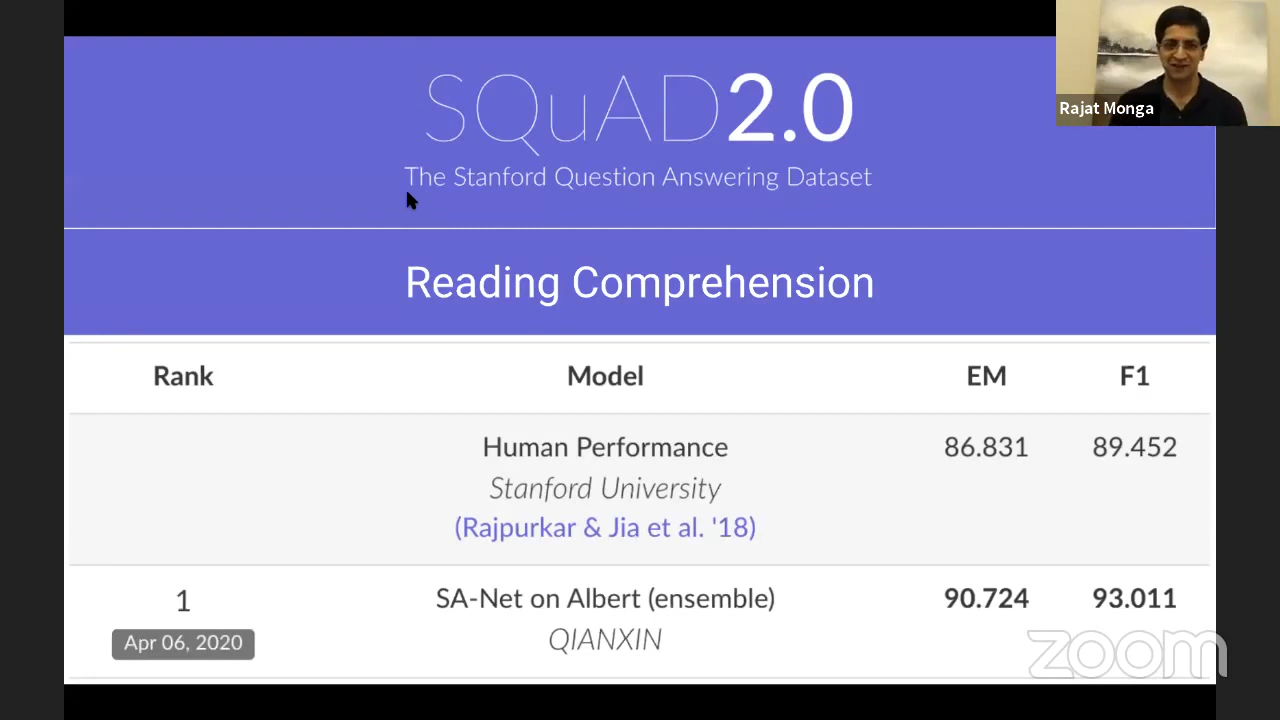 SQuAD2.0
The Stanford Question Answering Dataset
Rajat Monga
Reading Comprehension
Rank Model EM F1
Human Performance 86.831 89.452
Stanford University
(Rajpurkar & Jia et al. '18)
1 SA-Net on Albert (ensemble) 90.724 93.011
Apr 06, 2020 QIANXIN
zoom